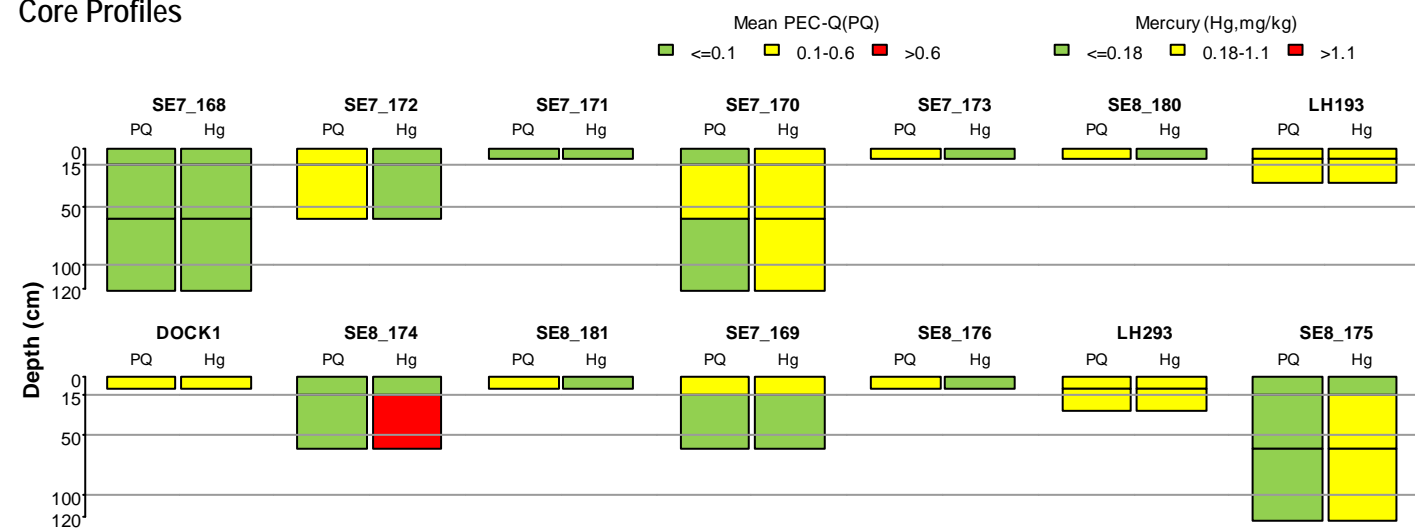 Core Profiles
Mean PEC-Q(PQ) Mercury (Hg,mg/kg)
<=0.1 0.1-0.6 >0.6 <=0.18 0.18-1.1 >1.1
SE7_168 SE7_172 SE7_171 SE7_170 SE7_173 SE8_180 LH193
PQ Hg PQ Hg PQ Hg PQ Hg PQ Hg PQ Hg PQ Hg
0
15
50
100
120
Depth (cm)
DOCK1 SE8_174 SE8_181 SE7_169 SE8_176 LH293 SE8_175
PQ Hg PQ Hg PQ Hg PQ Hg PQ Hg PQ Hg PQ Hg
0
15
50
100
120